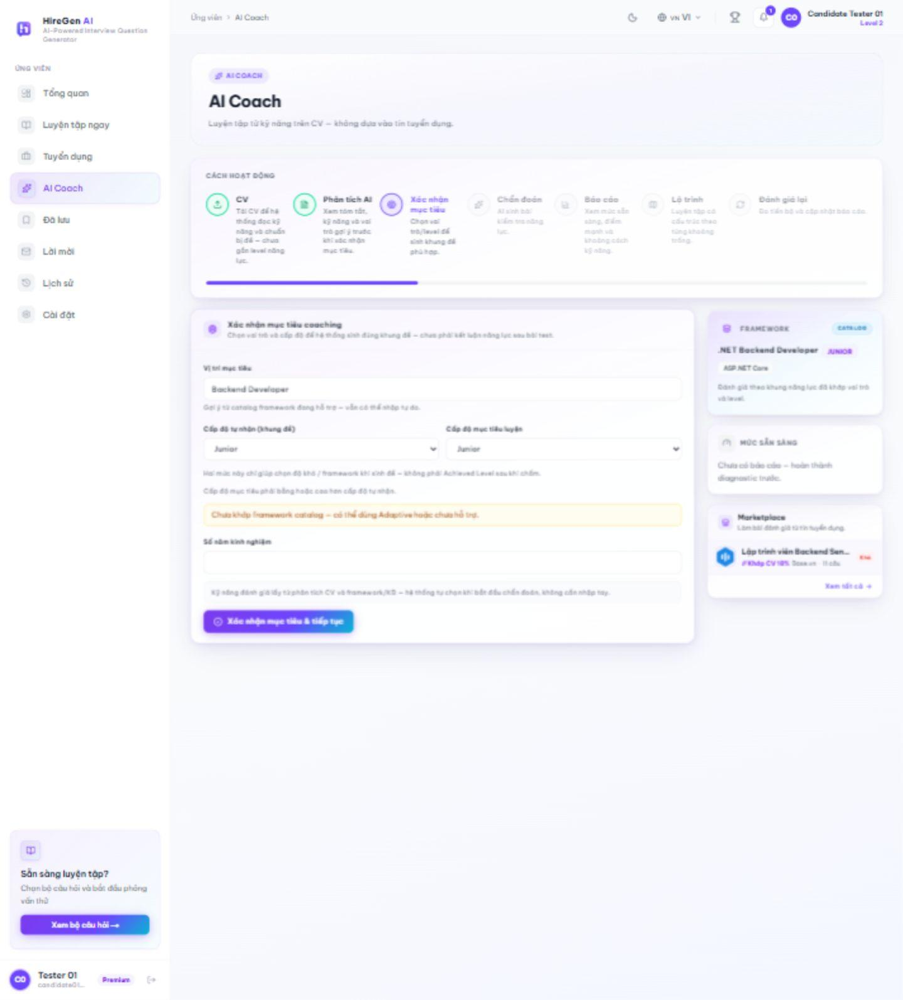 HireGen AI
AI-Powered Interview Question
Generator
ỨNG VIÊN
Tổng quan
Luyện tập ngay
Tuyển dụng
AI Coach
Đã lưu
Lời mời
Lịch sử
Cài đặt
Sẵn sàng luyện tập?
Chọn bộ câu hỏi và bắt đầu phỏng
vấn thử
Xem bộ câu hỏi →
C0
Tester 01
candidate01...
Premium
Ứng viên > AI Coach
VN VI
1
C0
Candidate Tester 01
Level 2
AI COACH
AI Coach
Luyện tập từ kỹ năng trên CV — không dựa vào tin tuyển dụng.
CÁCH HOẠT ĐỘNG
CV
Tải CV để hệ
thống đọc kỹ
năng và chuẩn
bị đề — chưa
gắn level năng
lực.
Phân tích AI
Xem tóm tắt,
kỹ năng và vai
trò gợi ý trước
khi xác nhận
mục tiêu.
Xác nhận
mục tiêu
Chọn vai
trò/level để
sinh khung đề
phù hợp.
Chẩn đoán
AI sinh bài
kiểm tra năng
lực.
Báo cáo
Xem mức sẵn
sàng, điểm
mạnh và
khoảng cách
kỹ năng.
Lộ trình
Luyện tập có
cấu trúc theo
từng khoảng
trống.
Đánh giá lại
Đo tiến bộ và cập nhật báo cáo.
Xác nhận mục tiêu coaching
Chọn vai trò và cấp độ để hệ thống sinh đúng khung đề — chưa phải kết luận năng lực sau bài test.
Vị trí mục tiêu
Backend Developer
Gợi ý từ catalog framework đang hỗ trợ — vẫn có thể nhập tự do.
Cấp độ tự nhận (khung đề)
Junior
Cấp độ mục tiêu luyện
Junior
Hai mức này chỉ giúp chọn độ khó / framework khi sinh đề — không phải Achieved Level sau khi chấm.
Cấp độ mục tiêu phải bằng hoặc cao hơn cấp độ tự nhận.
Chưa khớp framework catalog — có thể dùng Adaptive hoặc chưa hỗ trợ.
Số năm kinh nghiệm
Kỹ năng đánh giá lấy từ phân tích CV và framework/KB — hệ thống tự chọn khi bắt đầu chẩn đoán, không cần nhập tay.
Xác nhận mục tiêu & tiếp tục
FRAMEWORK
CATALOG
.NET Backend Developer
JUNIOR
ASP.NET Core
Đánh giá theo khung năng lực đã khớp vai trò
và level.
MỨC SẴN SÀNG
Chưa có báo cáo — hoàn thành
diagnostic trước.
Marketplace
Làm bài đánh giá từ tin tuyển dụng.
Lập trình viên Backend Sen...
Khớp CV 18% Base.vn · 11 câu
Khó
Xem tất cả →